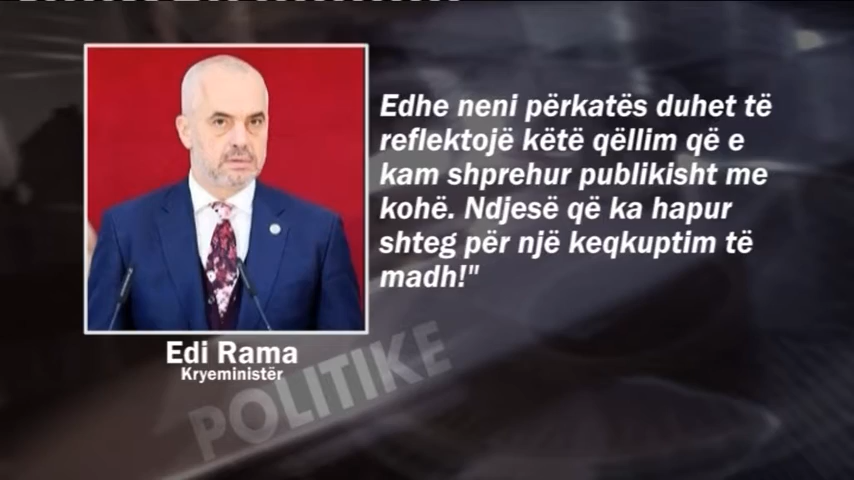 Edhe neni përkatës duhet të
reflektojë këtë qëllim që e
kam shprehur publikisht me
kohë. Ndjesë që ka hapur
shteg për një keqkuptim të
madh!"
Edi Rama
Kryeministër
POLITIKE